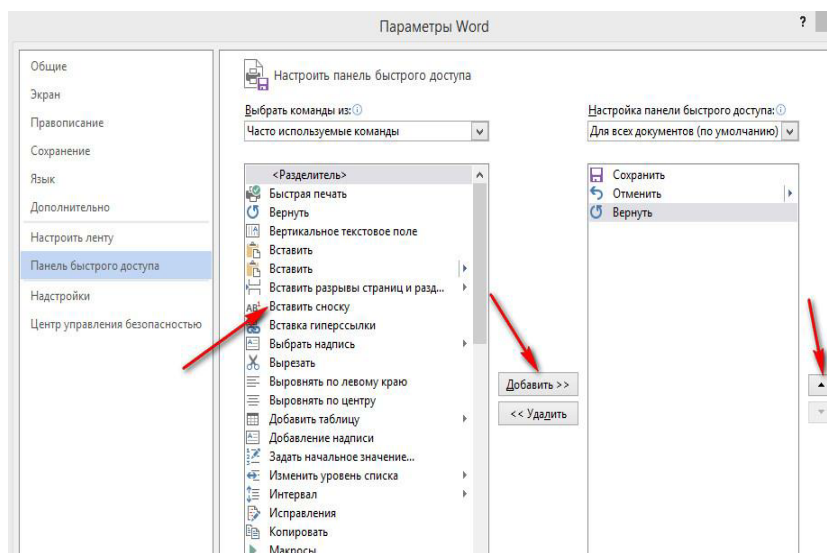 Параметры Word
?
Общие
Экран
Правописание
Сохранение
Язык
Дополнительно
Настроить ленту
Панель быстрого доступа
Надстройки
Центр управления безопасностью
Настроить панель быстрого доступа
Выбрать команды из:
Часто используемые команды
<Разделитель>
Быстрая печать
Вернуть
Вертикальное текстовое поле
Вставить
Вставить
Вставить разрывы страниц и разд...
Вставить сноску
Вставка гиперссылки
Выбрать надпись
Вырезать
Выровнять по левому краю
Выровнять по центру
Добавить таблицу
Добавление надписи
Задать начальное значение...
Изменить уровень списка
Интервал
Исправления
Копировать
Макросы
Добавить >>
<< Удалить
Настройка панели быстрого доступа:
Для всех документов (по умолчанию)
Сохранить
Отменить
Вернуть